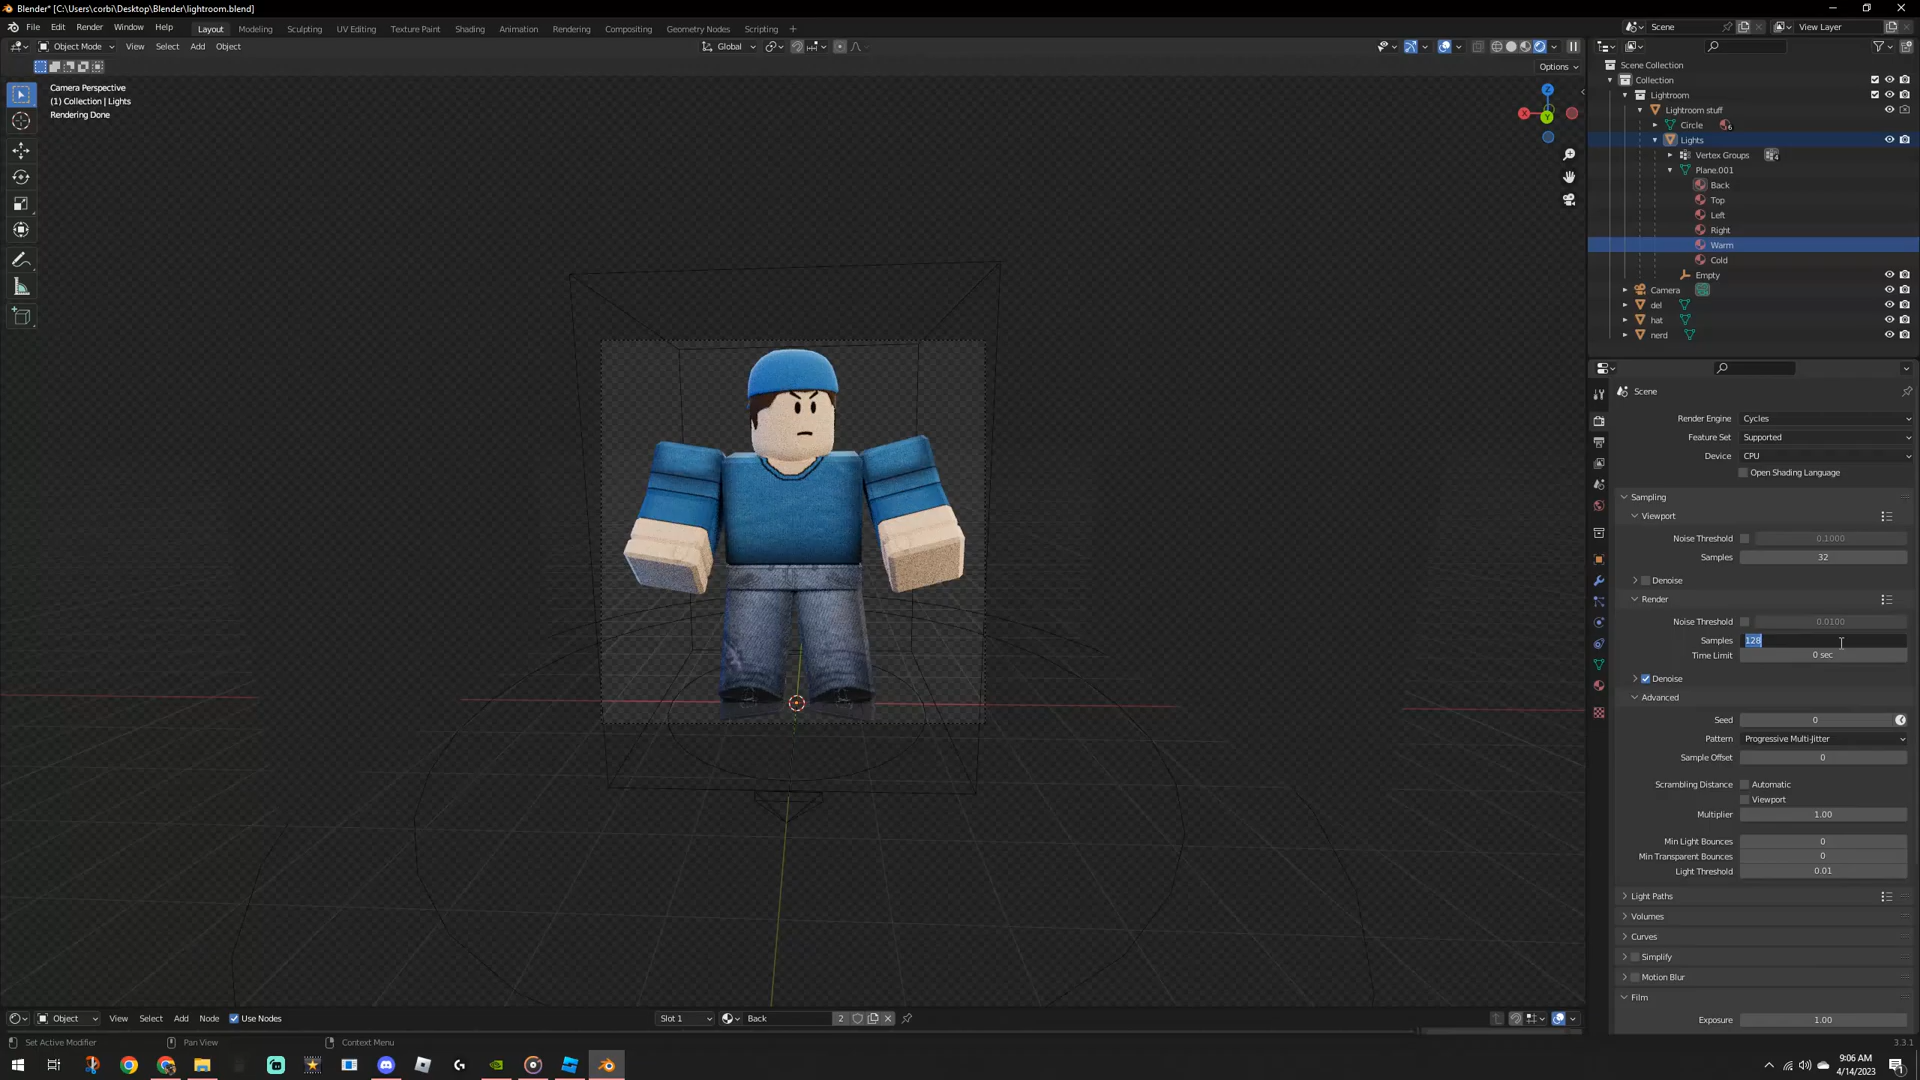 Blender* [C:\Users\corbi\Desktop\Blender\lightroom.blend]
File Edit Render Window Help
Layout Modeling Sculpting UV Editing Texture Paint Shading Animation Rendering Compositing Geometry Nodes Scripting +
Scene View Layer
Object Mode View Select Add Object Global
Options
Camera Perspective
(1) Collection | Lights
Rendering Done
Z
X
Y
Scene Collection
Collection
Lightroom
Lightroom stuff
Circle 6
Lights
Vertex Groups 4
Plane.001
Back
Top
Left
Right
Warm
Cold
Empty
Camera
del
hat
nerd
Scene
Render Engine Cycles
Feature Set Supported
Device CPU
Open Shading Language
Sampling
Viewport
Noise Threshold 0.1000
Samples 32
Denoise
Render
Noise Threshold 0.0100
Samples 128
Time Limit 0 sec
Denoise
Advanced
Seed 0
Pattern Progressive Multi-Jitter
Sample Offset 0
Scrambling Distance Automatic
Viewport
Multiplier 1.00
Min Light Bounces 0
Min Transparent Bounces 0
Light Threshold 0.01
Light Paths
Volumes
Curves
Simplify
Motion Blur
Film
Exposure 1.00
Object View Select Add Node Use Nodes Slot 1 Back 2
Set Active Modifier Pan View Context Menu 3.3.1
9:06 AM
4/14/2023